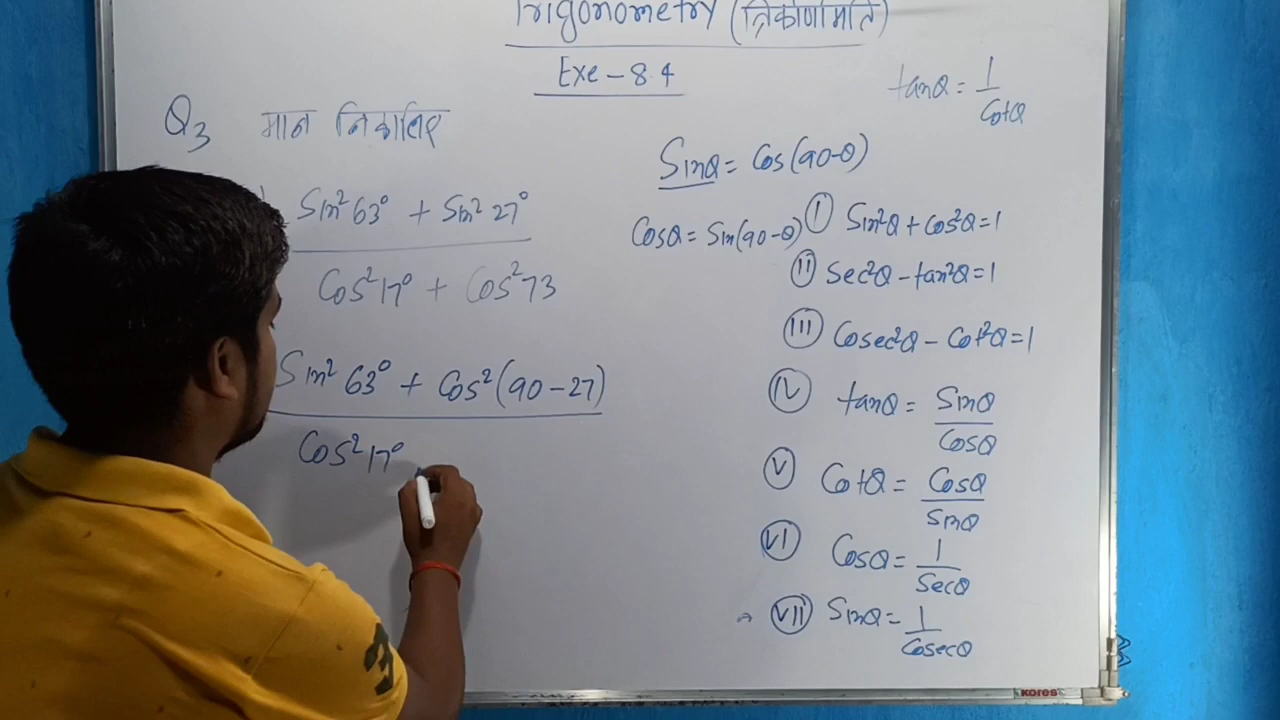 Trigonometry (त्रिकोणमिति)
Exe - 8.4
Q3 मान निकालिए
Sin²63° + Sin²27°
Cos²17° + Cos²73
Sin²63° + Cos²(90-27)
Cos²17°
tanθ = 1/Cotθ
Sinθ = Cos(90-θ)
Cosθ = Sin(90-θ)
I Sin²θ + Cos²θ = 1
II Sec²θ - tan²θ = 1
III Cosec²θ - Cot²θ = 1
IV tanθ = Sinθ/Cosθ
V Cotθ = Cosθ/Sinθ
VI Cosθ = 1/Secθ
VII Sinθ = 1/Cosecθ
KORES
3